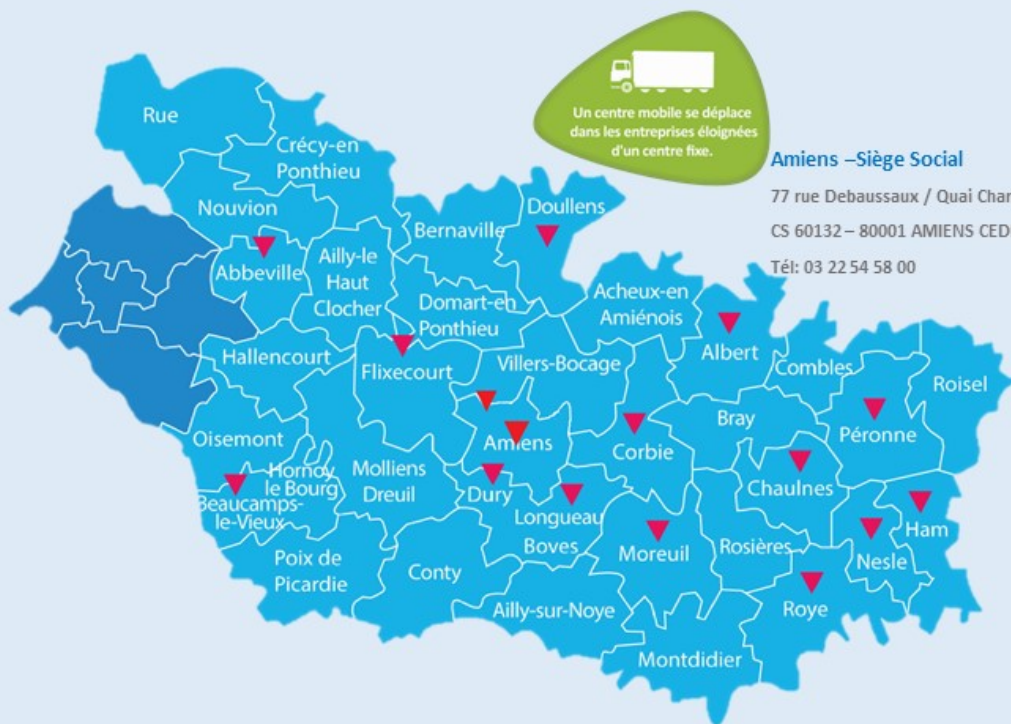 Un centre mobile se déplace
dans les entreprises éloignées
d'un centre fixe.
Amiens –Siège Social
77 rue Debaussaux / Quai Char
CS 60132 – 80001 AMIENS CED
Tél: 03 22 54 58 00
Rue
Crécy-en
Ponthieu
Nouvion
Bernaville
Doullens
Abbeville
Ailly-le
Haut
Clocher
Domart-en
Ponthieu
Acheux-en
Amiénois
Albert
Hallencourt
Flixecourt
Villers-Bocage
Combles
Roisel
Oisemont
Amiens
Corbie
Bray
Péronne
Hornoy
le Bourg
Molliens
Dreuil
Dury
Chaulnes
Beaucamps-
le-Vieux
Longueau
Boves
Moreuil
Rosières
Nesle
Ham
Poix de
Picardie
Conty
Ailly-sur-Noye
Roye
Montdidier